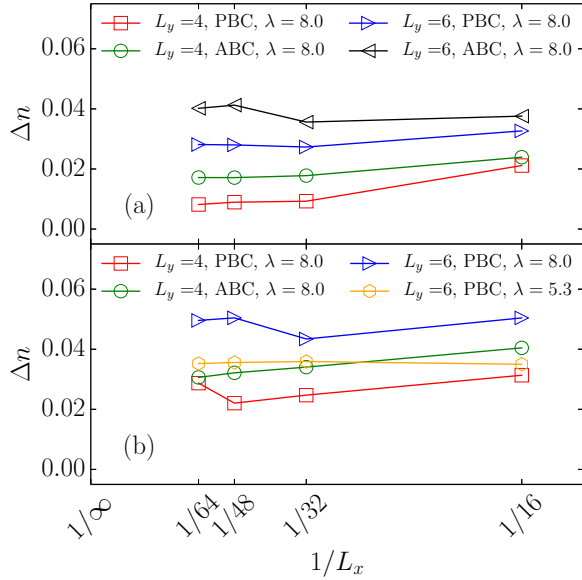 L_y =4, PBC, λ = 8.0
L_y =6, PBC, λ = 8.0
L_y =4, ABC, λ = 8.0
L_y =6, ABC, λ = 8.0
0.06
0.04
0.02
0.00
Δn
(a)
L_y =4, PBC, λ = 8.0
L_y =6, PBC, λ = 8.0
L_y =4, ABC, λ = 8.0
L_y =6, PBC, λ = 5.3
0.06
0.04
0.02
0.00
Δn
(b)
1/∞
1/64
1/48
1/32
1/16
1/L_x